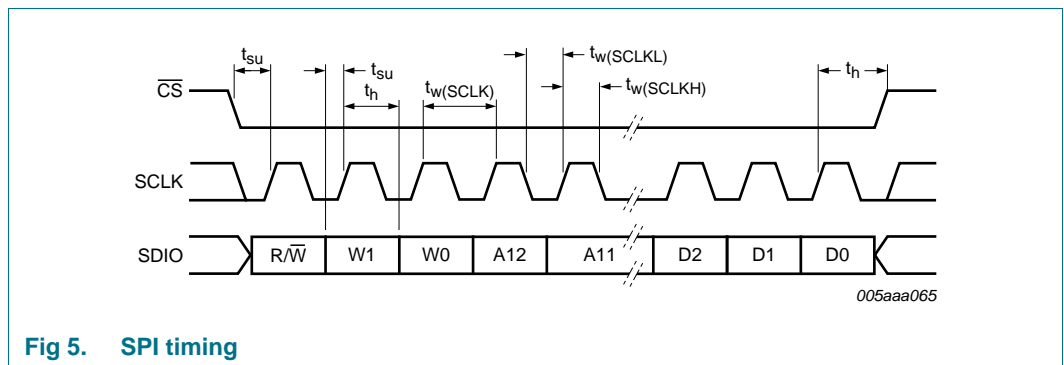 tsu
tsu
th
tw(SCLK)
tw(SCLKL)
tw(SCLKH)
th
CS
SCLK
SDIO
R/W W1 W0 A12 A11 D2 D1 D0
005aaa065
Fig 5. SPI timing